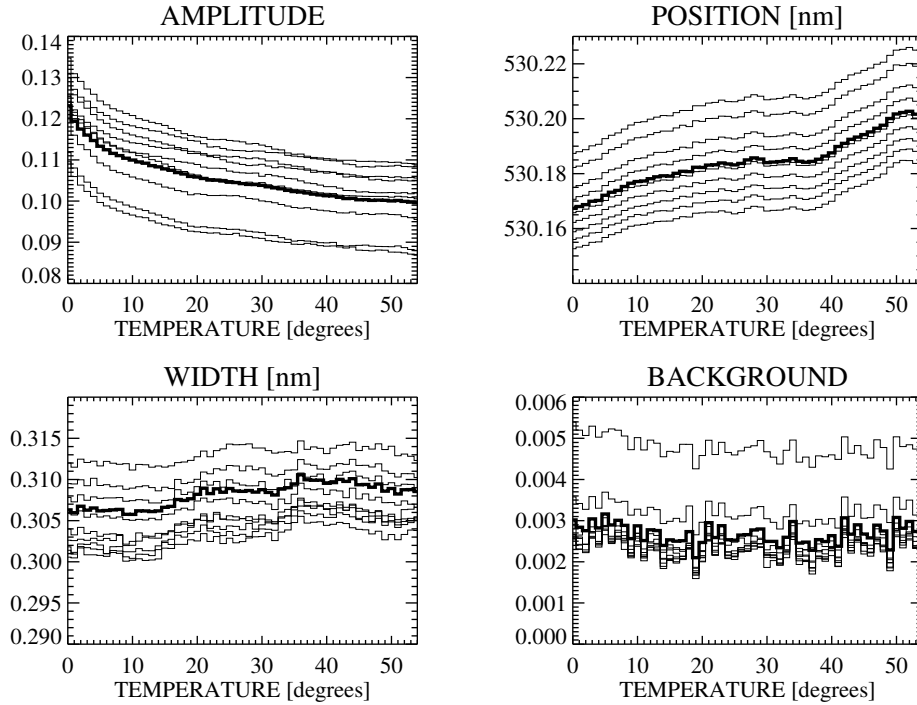 AMPLITUDE
POSITION [nm]
0.14
0.13
0.12
0.11
0.10
0.09
0.08
530.22
530.20
530.18
530.16
0 10 20 30 40 50
0 10 20 30 40 50
TEMPERATURE [degrees]
TEMPERATURE [degrees]
WIDTH [nm]
BACKGROUND
0.315
0.310
0.305
0.300
0.295
0.290
0.006
0.005
0.004
0.003
0.002
0.001
0.000
0 10 20 30 40 50
0 10 20 30 40 50
TEMPERATURE [degrees]
TEMPERATURE [degrees]